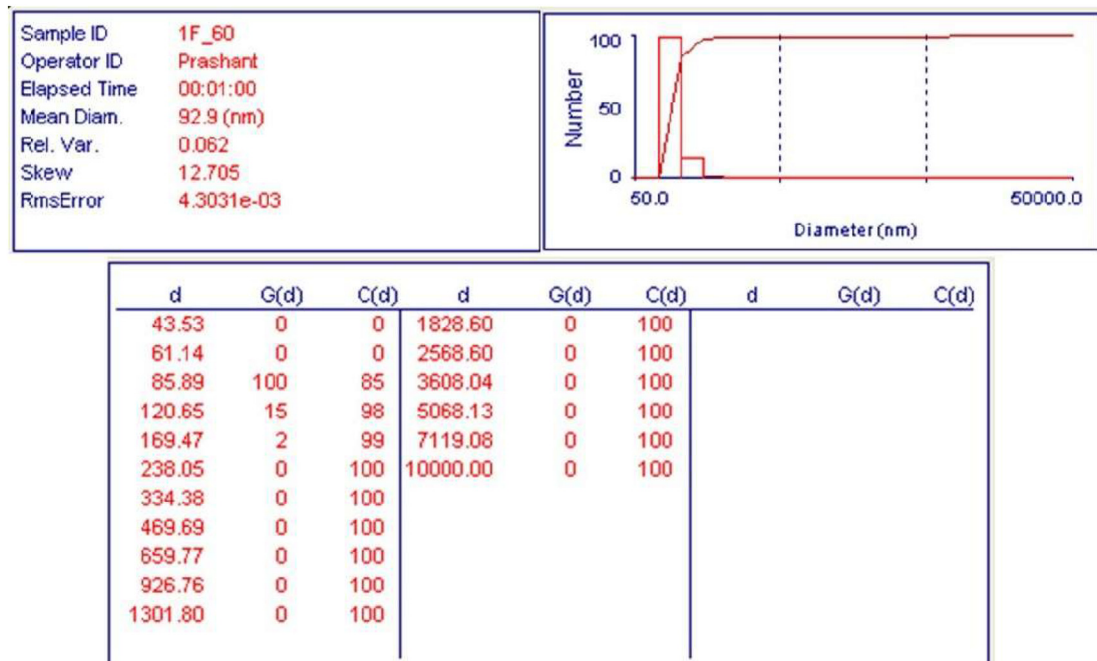 Sample ID 1F_60
Operator ID Prashant
Elapsed Time 00:01:00
Mean Diam. 92.9 (nm)
Rel. Var. 0.062
Skew 12.705
RmsError 4.3031e-03
100
50
0
Number
50.0 50000.0
Diameter (nm)
d G(d) C(d) d G(d) C(d) d G(d) C(d)
43.53 0 0 1828.60 0 100
61.14 0 0 2568.60 0 100
85.89 100 85 3608.04 0 100
120.65 15 98 5068.13 0 100
169.47 2 99 7119.08 0 100
238.05 0 100 10000.00 0 100
334.38 0 100
469.69 0 100
659.77 0 100
926.76 0 100
1301.80 0 100